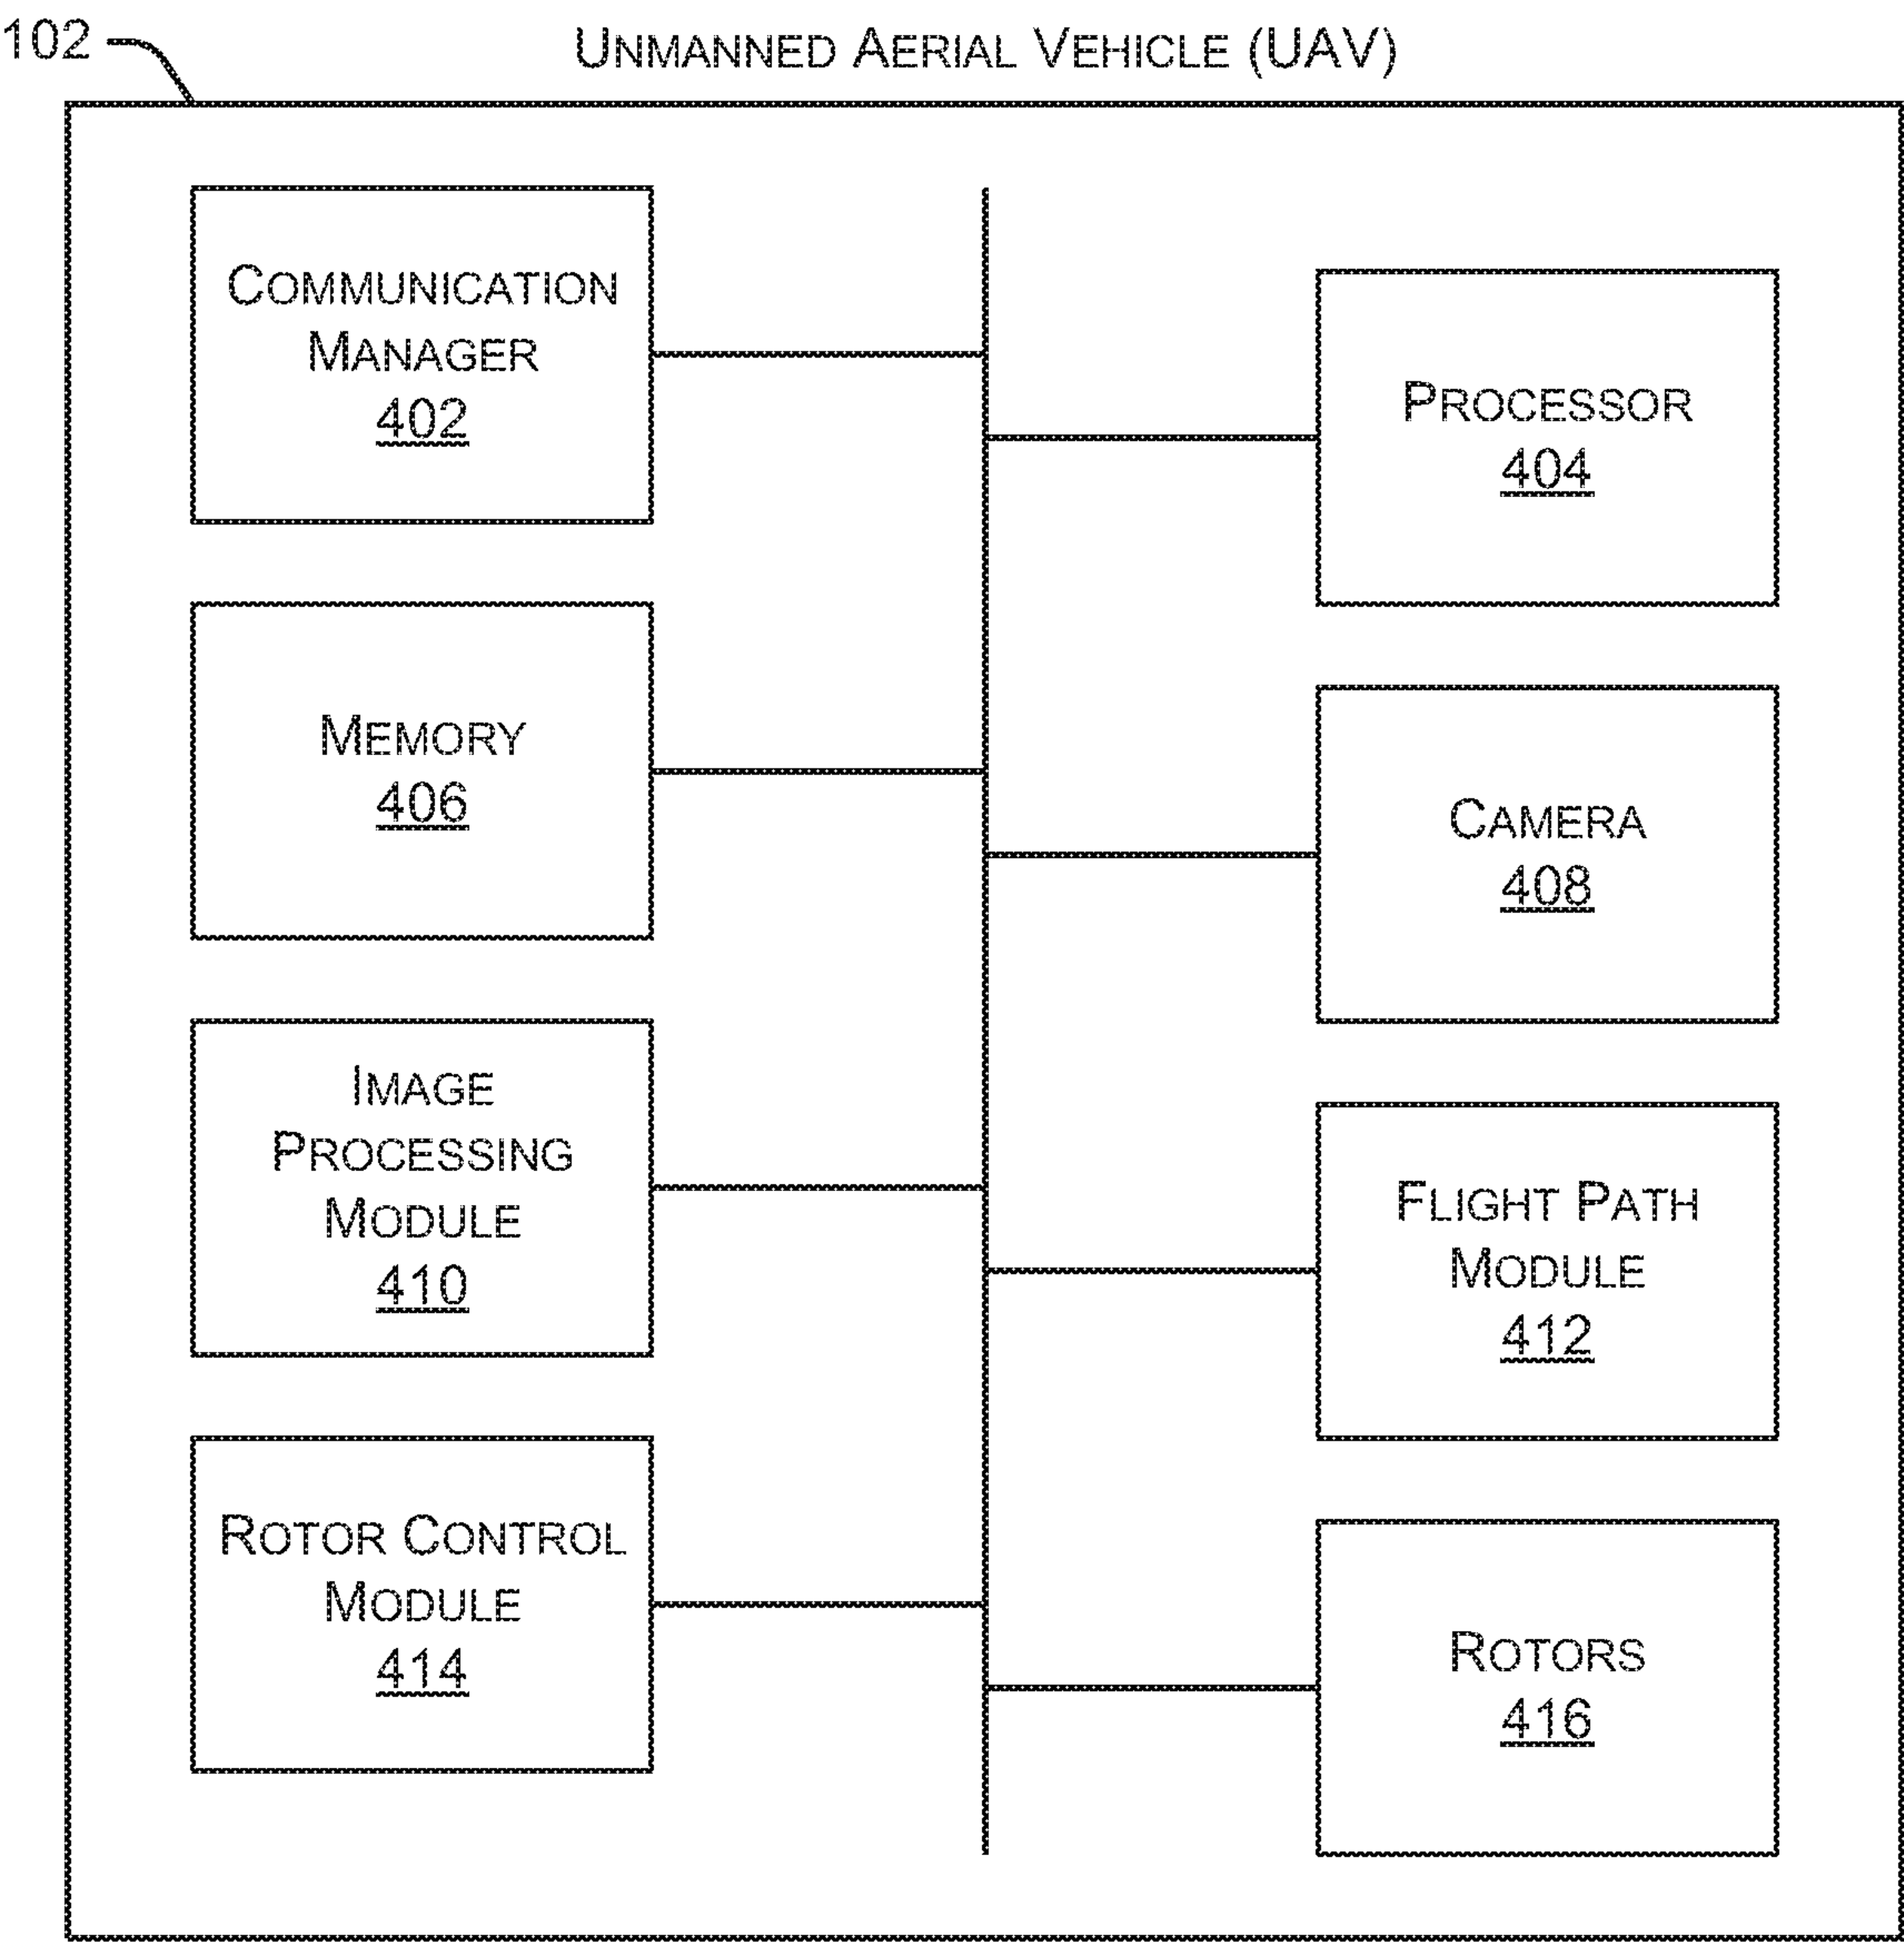 102
UNMANNED AERIAL VEHICLE (UAV)
COMMUNICATION
MANAGER
402
PROCESSOR
404
MEMORY
406
CAMERA
408
IMAGE
PROCESSING
MODULE
410
FLIGHT PATH
MODULE
412
ROTOR CONTROL
MODULE
414
ROTORS
416